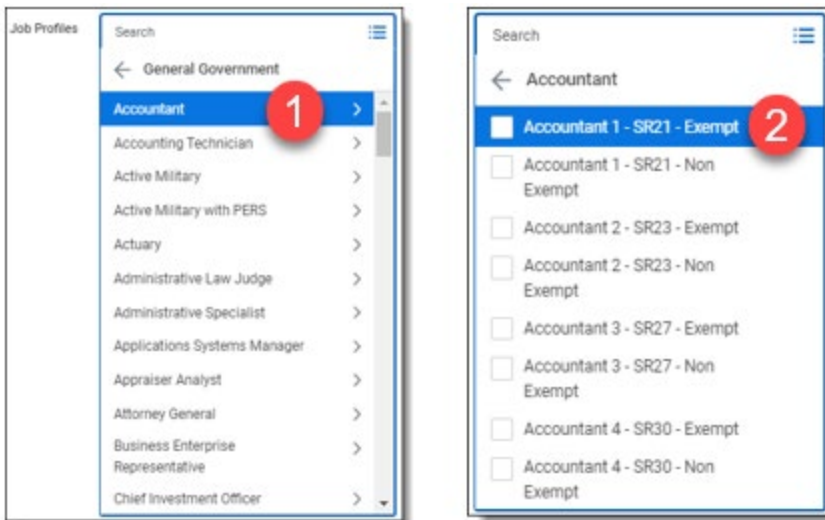 Job Profiles
Search
← General Government
Accountant
1
Accounting Technician
Active Military
Active Military with PERS
Actuary
Administrative Law Judge
Administrative Specialist
Applications Systems Manager
Appraiser Analyst
Attorney General
Business Enterprise
Representative
Chief Investment Officer
Search
← Accountant
Accountant 1 - SR21 - Exempt
2
Accountant 1 - SR21 - Non
Exempt
Accountant 2 - SR23 - Exempt
Accountant 2 - SR23 - Non
Exempt
Accountant 3 - SR27 - Exempt
Accountant 3 - SR27 - Non
Exempt
Accountant 4 - SR30 - Exempt
Accountant 4 - SR30 - Non
Exempt